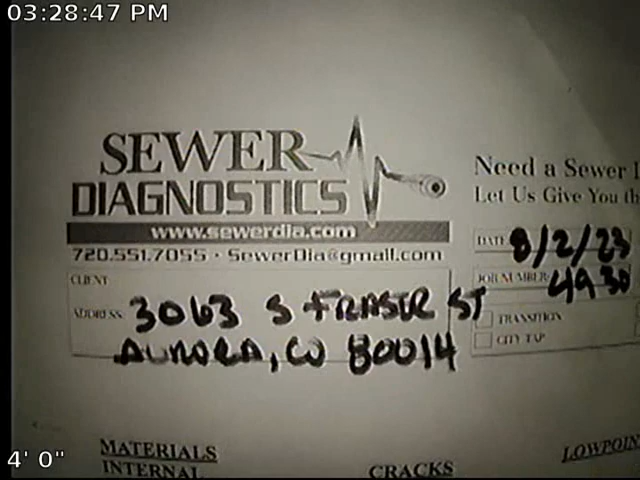 03:28:47 PM
SEWER
DIAGNOSTICS
www.sewerdia.com
720.551.7055 • SewerDia@gmail.com
Need a Sewer
Let Us Give You th
DATE 8/2/23
JOB NUMBER 4930
TRANSITION
CITY TAP
CLIENT
ADDRESS: 3063 S FRASER ST
AURORA, CO 80014
4' 0"
MATERIALS
INTERNAL
CRACKS
LOWPOIN